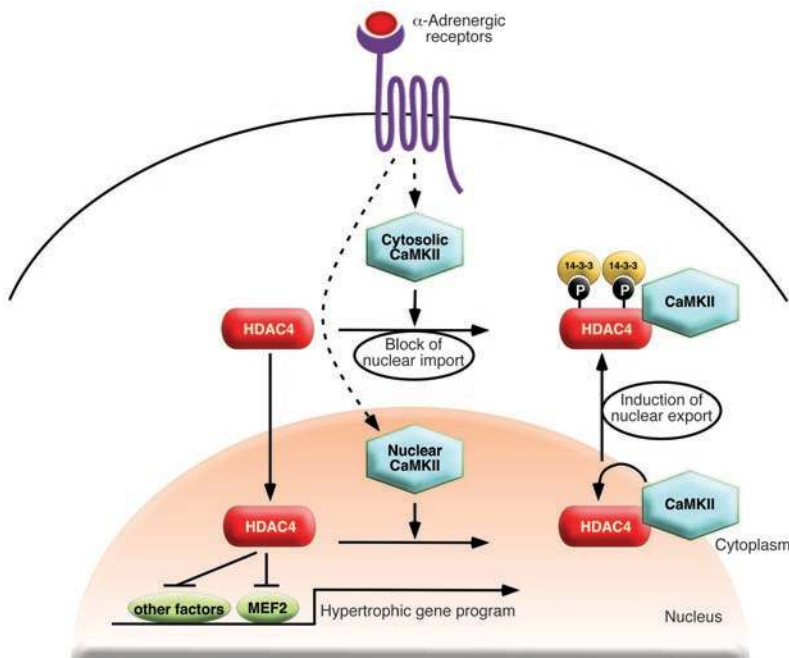 α-Adrenergic
receptors
Cytosolic
CaMKII
14-3-3
14-3-3
P
P
CaMKII
HDAC4
HDAC4
Block of
nuclear import
Induction of
nuclear export
Nuclear
CaMKII
CaMKII
HDAC4
HDAC4
Cytoplasm
other factors
MEF2
Hypertrophic gene program
Nucleus